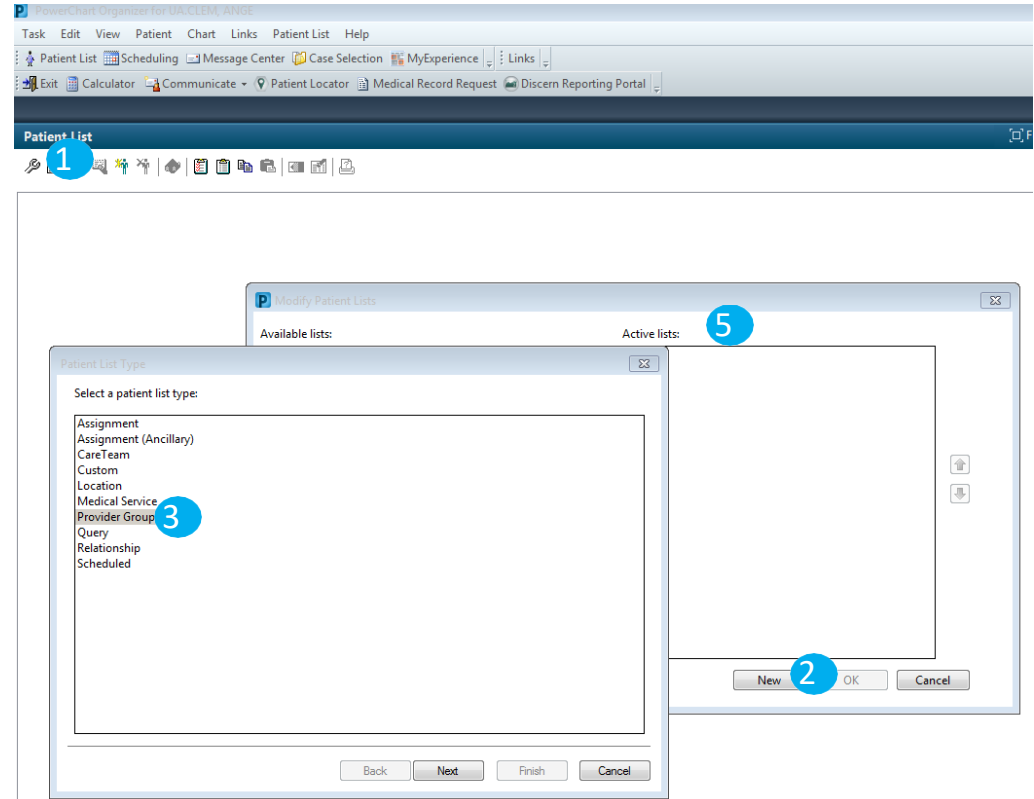 PowerChart Organizer for UA.CLEM, ANGE
Task Edit View Patient Chart Links Patient List Help
Patient List Scheduling Message Center Case Selection MyExperience Links
Exit Calculator Communicate Patient Locator Medical Record Request Discern Reporting Portal
Patient List F
1
Modify Patient Lists
Available lists: Active lists: 5
Patient List Type
Select a patient list type:
Assignment
Assignment (Ancillary)
CareTeam
Custom
Location
Medical Service
Provider Group 3
Query
Relationship
Scheduled
New 2 OK Cancel
Back Next Finish Cancel